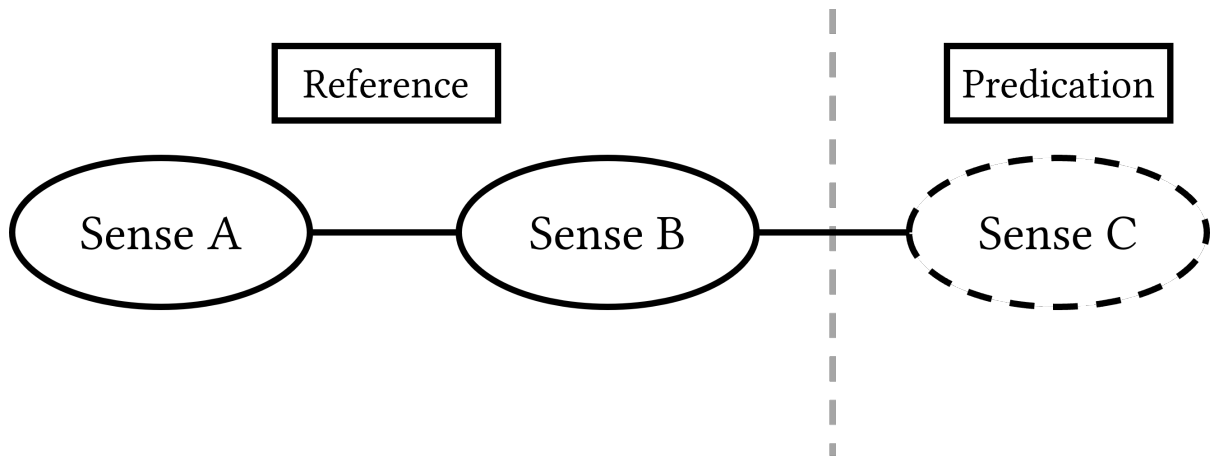 Reference
Predication
Sense A
Sense B
Sense C